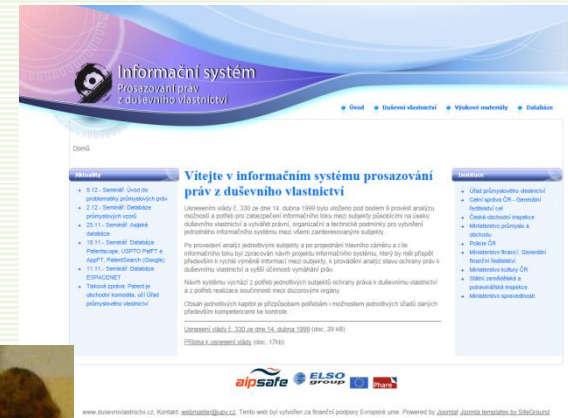 Informační systém
Prosazování práv
z duševního vlastnictví
Úvod
Duševní vlastnictví
Výukové materiály
Databáze
Domů
Aktuality
9.12.- Seminář: Úvod do
problematiky průmyslových práv
2.12.- Seminář: Databáze
průmyslových vzorů
25.11.- Seminář: Asijské
databáze
18.11.- Seminář: Databáze
Patentscope, USPTO PatFT a
AppFT, PatentSearch (Google)
11.11.- Seminář: Databáze
ESPACENET
Tisková zpráva: Patent je
obchodní komodita, učí Úřad
průmyslového vlastnictví
Vítejte v informačním systému prosazování
práv z duševního vlastnictví
Usnesením vlády č. 330 ze dne 14. dubna 1999 bylo uloženo pod bodem 9 provést analýzu
možností a potřeb pro zabezpečení informačního toku mezi subjekty působícími na úseku
duševního vlastnictví a vytvářet právní, organizační a technické podmínky pro vytvoření
jednotného informačního systému mezi všemi zainteresovanými subjekty.
Po provedení analýz jednotlivými subjekty a po projednání hlavního záměru a cíle
informačního toku byl zpracován návrh projektu informačního systému, který by měl přispět
především k rychlé výměně informací mezi subjekty, k provádění analýz stavu ochrany práv k
duševnímu vlastnictví a vyšší účinnosti vymáhání práv.
Návrh systému vychází z potřeb jednotlivých subjektů ochrany práva k duševnímu vlastnictví
a z potřeb realizace součinnosti mezi dozorovými orgány.
Obsah jednotlivých kapitol je přizpůsobem potřebám i možnostem jednotlivých úřadů daných
především kompetencemi ke kontrole.
Usnesení vlády č. 330 ze dne 14. dubna 1999 (doc, 29 kB)
Příloha k usnesení vlády (doc, 17kb)
Instituce
Úřad průmyslového vlastnictví
Celní správa ČR - Generální
ředitelství cel
Česká obchodní inspekce
Ministerstvo průmyslu a
obchodu
Policie ČR
Ministerstvo financí. Generální
finanční ředitelství
Ministerstvo kultury ČR
Státní zemědělská a
potravinářská inspekce
Ministerstvo spravedlnosti
aipsafe
ELSO
group
Phare
www.dusevnivlastnictvi.cz, Kontakt: webmaster@upv.cz. Tento web byl vytvořen za finanční podpory Evropské unie. Powered by Joomla! Joomla templates by SiteGround